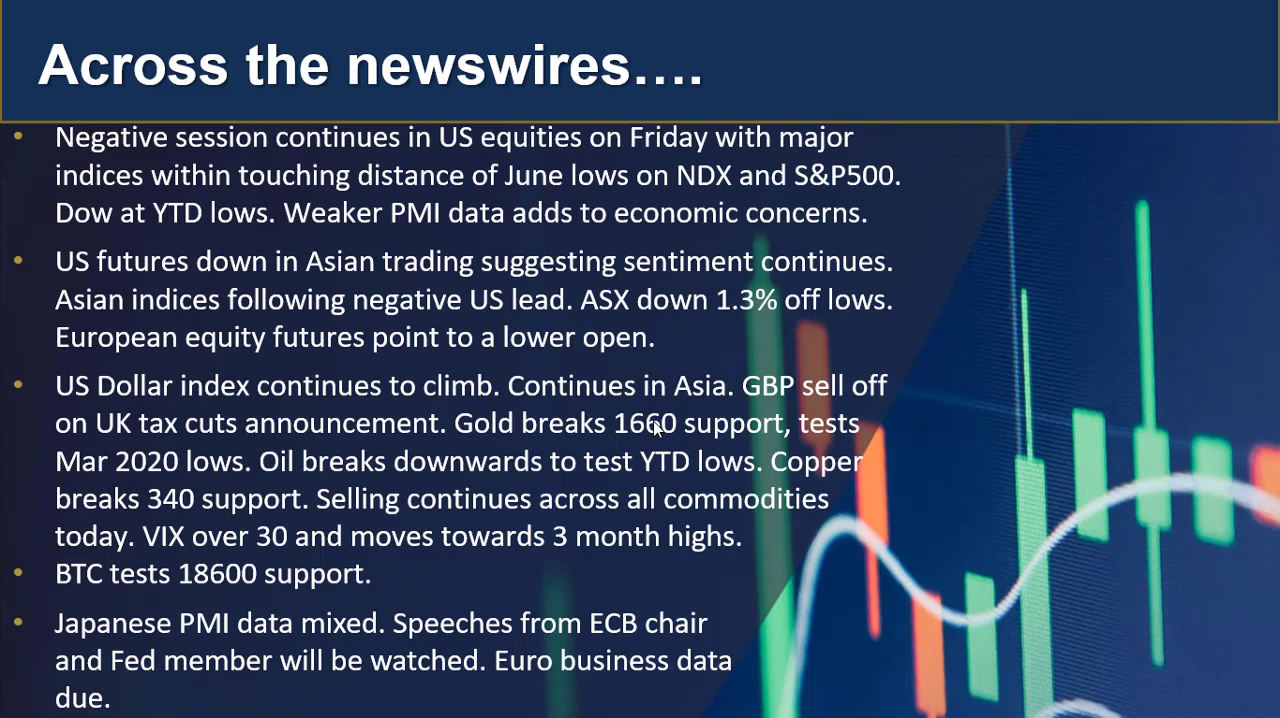 Across the newswires....
• Negative session continues in US equities on Friday with major
indices within touching distance of June lows on NDX and S&P500.
Dow at YTD lows. Weaker PMI data adds to economic concerns.
• US futures down in Asian trading suggesting sentiment continues.
Asian indices following negative US lead. ASX down 1.3% off lows.
European equity futures point to a lower open.
• US Dollar index continues to climb. Continues in Asia. GBP sell off
on UK tax cuts announcement. Gold breaks 1660 support, tests
Mar 2020 lows. Oil breaks downwards to test YTD lows. Copper
breaks 340 support. Selling continues across all commodities
today. VIX over 30 and moves towards 3 month highs.
• BTC tests 18600 support.
• Japanese PMI data mixed. Speeches from ECB chair
and Fed member will be watched. Euro business data
due.